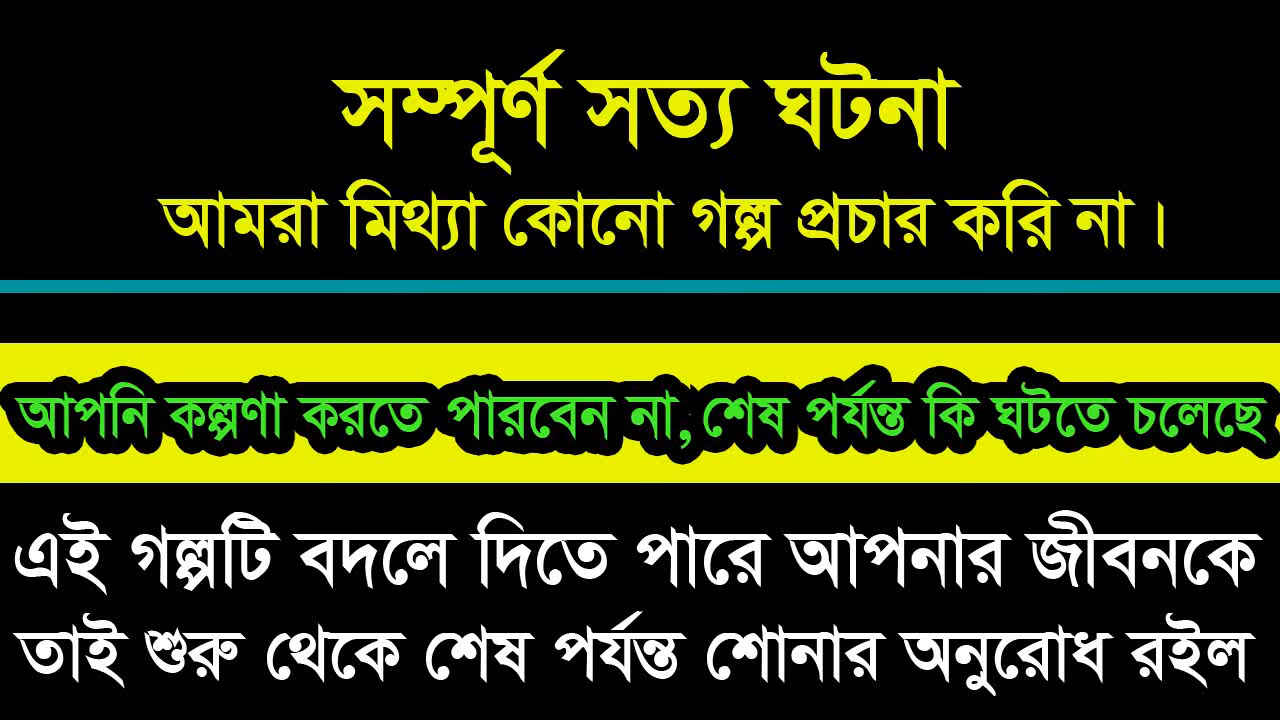 সম্পূর্ণ সত্য ঘটনা
আমরা মিথ্যা কোনো গল্প প্রচার করি না।
আপনি কল্পণা করতে পারবেন না, শেষ পর্যন্ত কি ঘটতে চলেছে
এই গল্পটি বদলে দিতে পারে আপনার জীবনকে
তাই শুরু থেকে শেষ পর্যন্ত শোনার অনুরোধ রইল